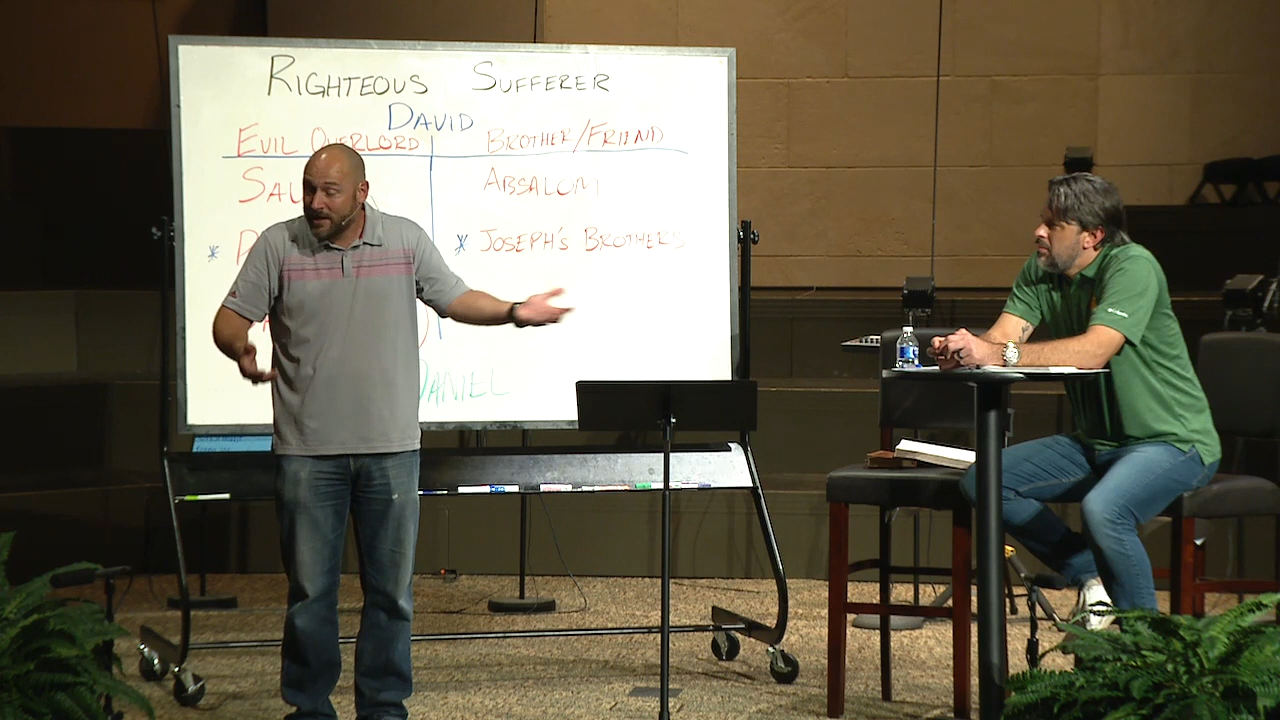 RIGHTEOUS SUFFERER
DAVID
EVIL OVERLORD BROTHER/FRIEND
ABSALOM
* * JOSEPH'S BROTHERS
DANIEL